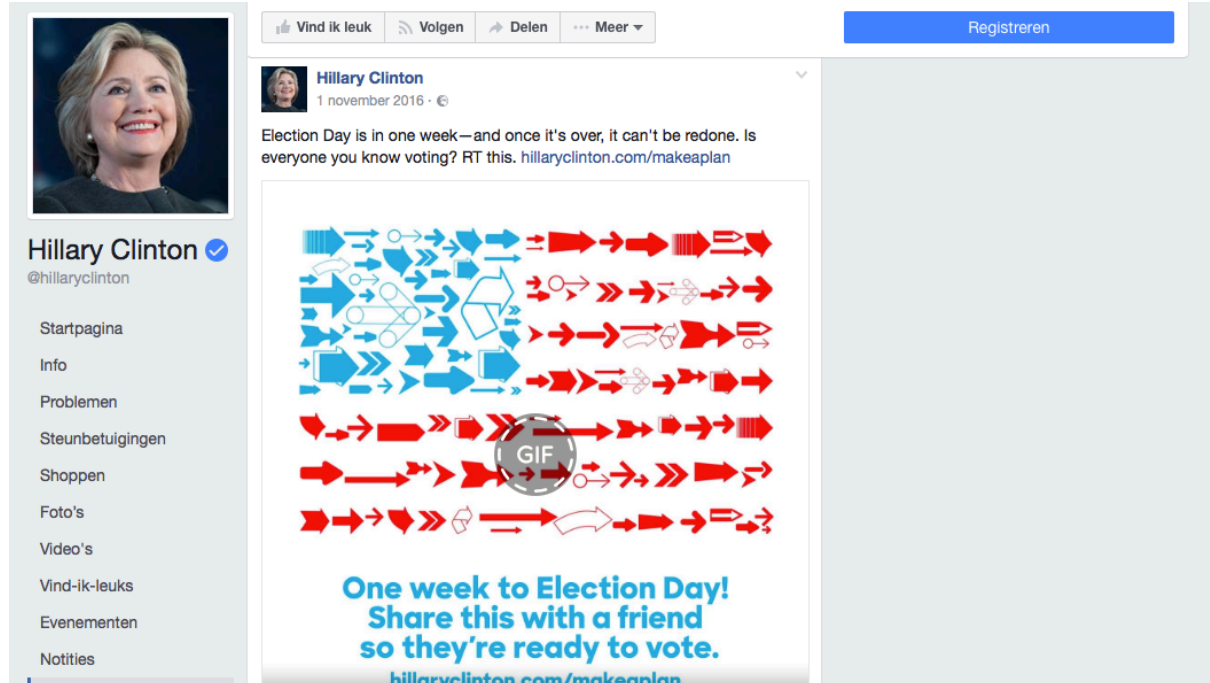 Vind ik leuk Volgen Delen ··· Meer
Registreren
Hillary Clinton
@hillaryclinton
Startpagina
Info
Problemen
Steunbetuigingen
Shoppen
Foto's
Video's
Vind-ik-leuks
Evenementen
Notities
Hillary Clinton
1 november 2016 ·
Election Day is in one week—and once it's over, it can't be redone. Is
everyone you know voting? RT this. hillaryclinton.com/makeaplan
GIF
One week to Election Day!
Share this with a friend
so they're ready to vote.
hillaryclinton.com/makeaplan